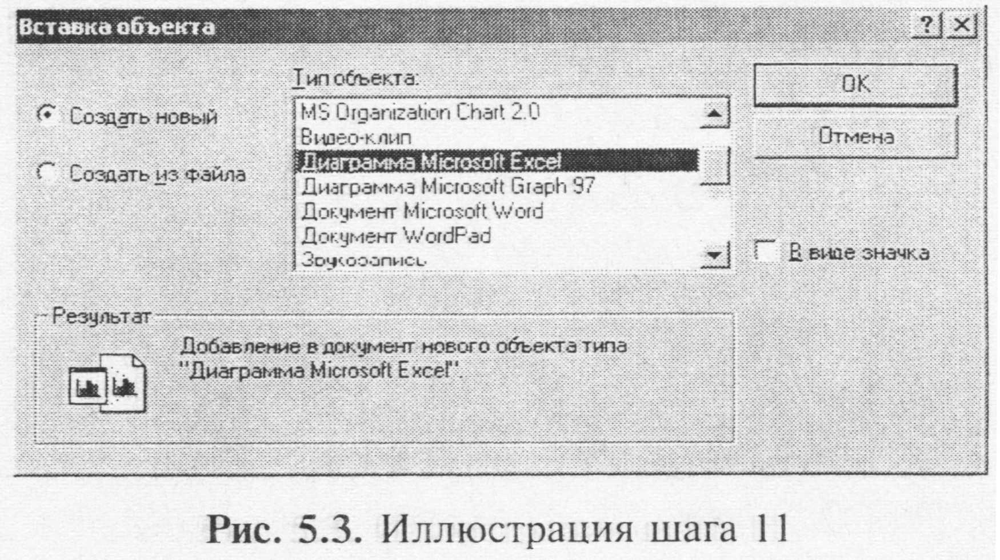 Вставка объекта
Тип объекта:
Создать новый
Создать из файла
MS Organization Chart 2.0
Видео-клип
Диаграмма Microsoft Excel
Диаграмма Microsoft Graph 97
Документ Microsoft Word
Документ WordPad
Звукозапись
OK
Отмена
В виде значка
Результат
Добавление в документ нового объекта типа
"Диаграмма Microsoft Excel".
Рис. 5.3. Иллюстрация шага 11